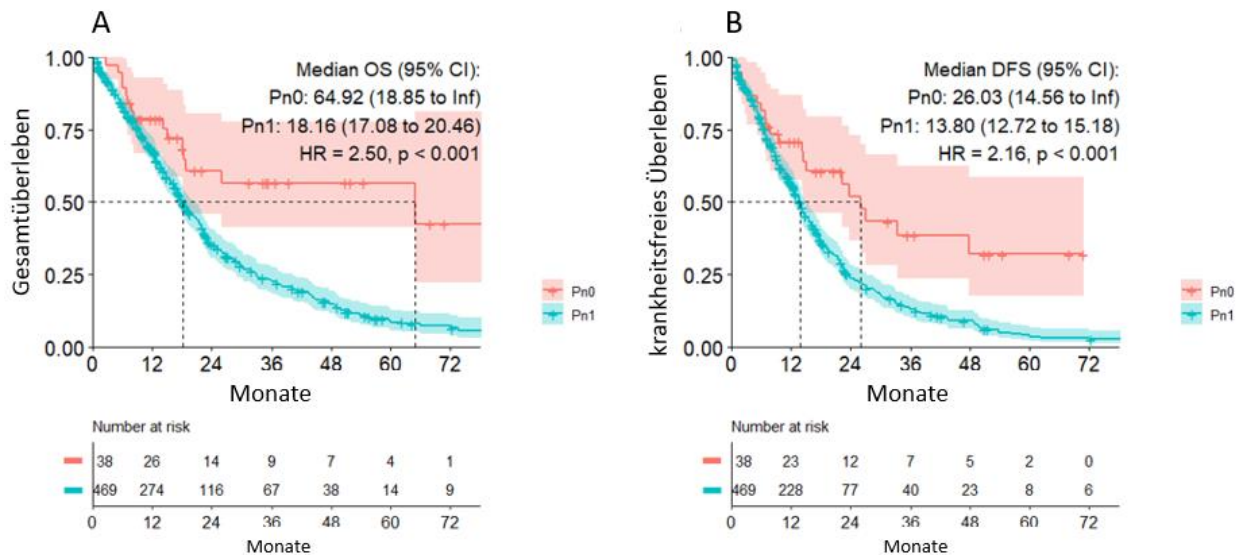 A
1.00
0.75
0.50
0.25
0.00
Gesamtüberleben
Median OS (95% CI):
Pn0: 64.92 (18.85 to Inf)
Pn1: 18.16 (17.08 to 20.46)
HR = 2.50, p < 0.001
Pn0
Pn1
0 12 24 36 48 60 72
Monate
Number at risk
38 26 14 9 7 4 1
469 274 116 67 38 14 9
0 12 24 36 48 60 72
Monate
B
1.00
0.75
0.50
0.25
0.00
krankheitsfreies Überleben
Median DFS (95% CI):
Pn0: 26.03 (14.56 to Inf)
Pn1: 13.80 (12.72 to 15.18)
HR = 2.16, p < 0.001
Pn0
Pn1
0 12 24 36 48 60 72
Monate
Number at risk
38 23 12 7 5 2 0
469 228 77 40 23 8 6
0 12 24 36 48 60 72
Monate